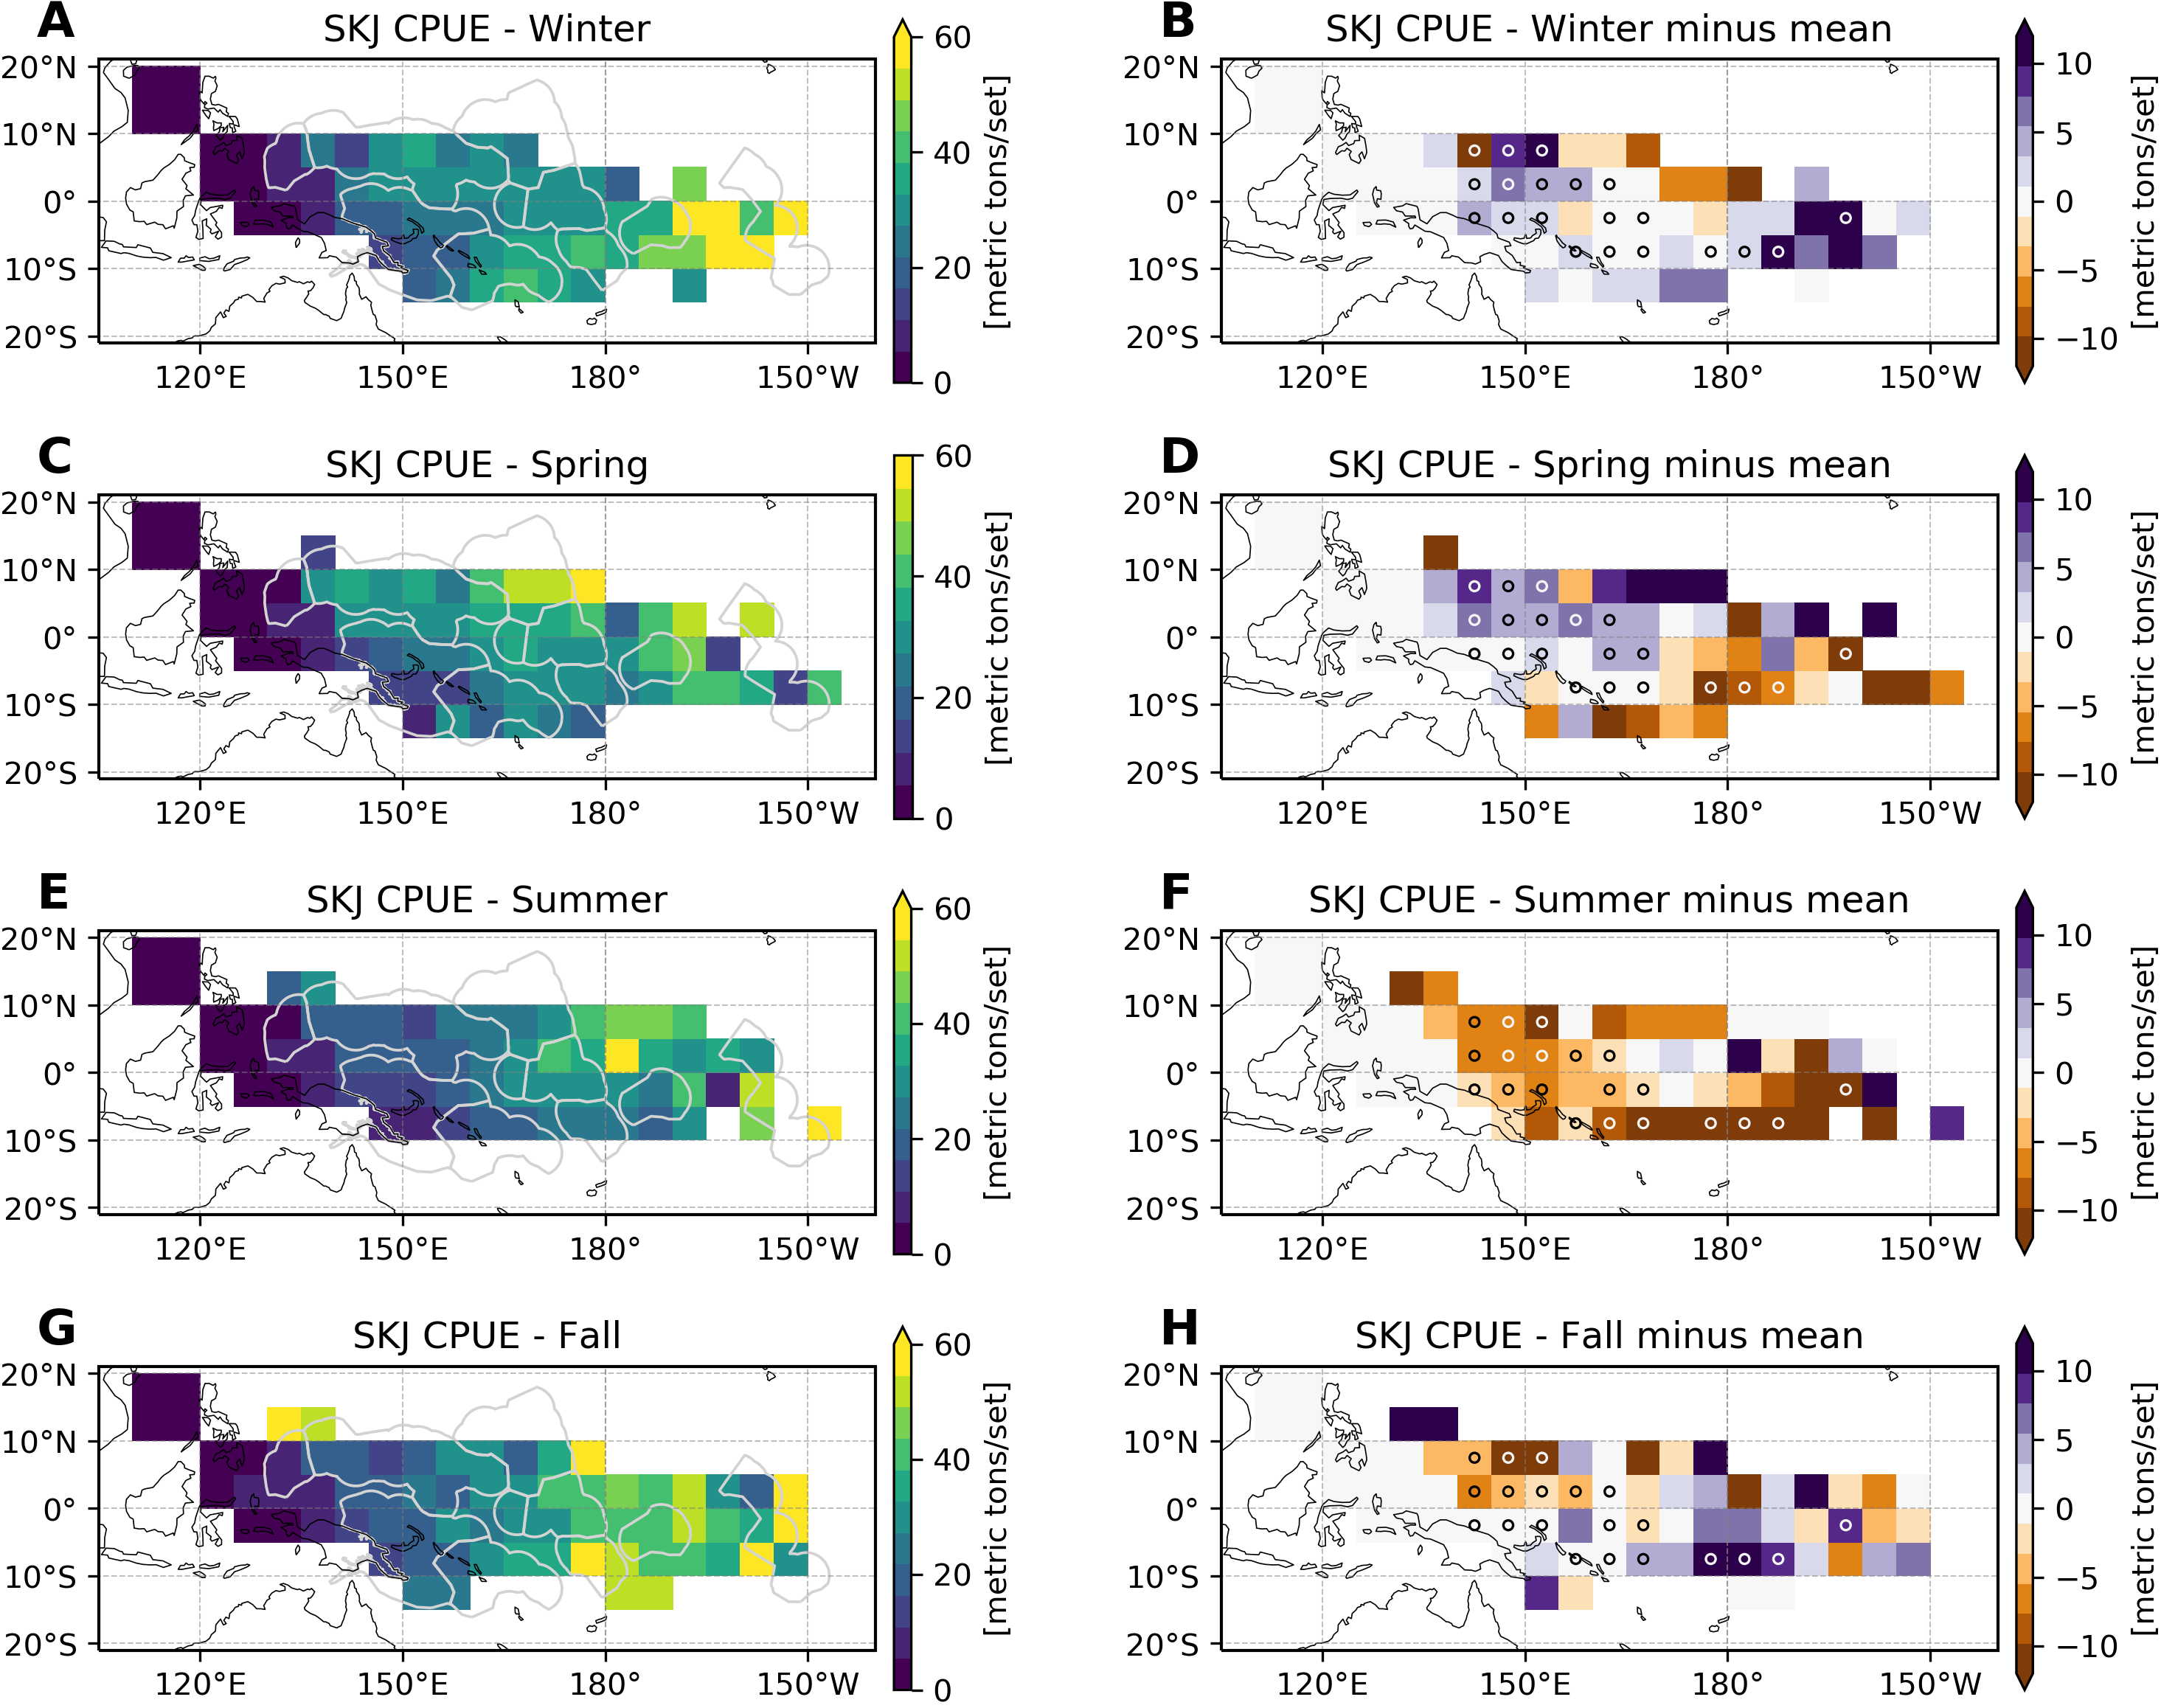 A
SKJ CPUE - Winter
20°N
10°N
0°
10°S
20°S
120°E 150°E 180° 150°W
60
40
20
0
[metric tons/set]
B
SKJ CPUE - Winter minus mean
20°N
10°N
0°
10°S
20°S
120°E 150°E 180° 150°W
10
5
0
−5
−10
[metric tons/set]
C
SKJ CPUE - Spring
20°N
10°N
0°
10°S
20°S
120°E 150°E 180° 150°W
60
40
20
0
[metric tons/set]
D
SKJ CPUE - Spring minus mean
20°N
10°N
0°
10°S
20°S
120°E 150°E 180° 150°W
10
5
0
−5
−10
[metric tons/set]
E
SKJ CPUE - Summer
20°N
10°N
0°
10°S
20°S
120°E 150°E 180° 150°W
60
40
20
0
[metric tons/set]
F
SKJ CPUE - Summer minus mean
20°N
10°N
0°
10°S
20°S
120°E 150°E 180° 150°W
10
5
0
−5
−10
[metric tons/set]
G
SKJ CPUE - Fall
20°N
10°N
0°
10°S
20°S
120°E 150°E 180° 150°W
60
40
20
0
[metric tons/set]
H
SKJ CPUE - Fall minus mean
20°N
10°N
0°
10°S
20°S
120°E 150°E 180° 150°W
10
5
0
−5
−10
[metric tons/set]